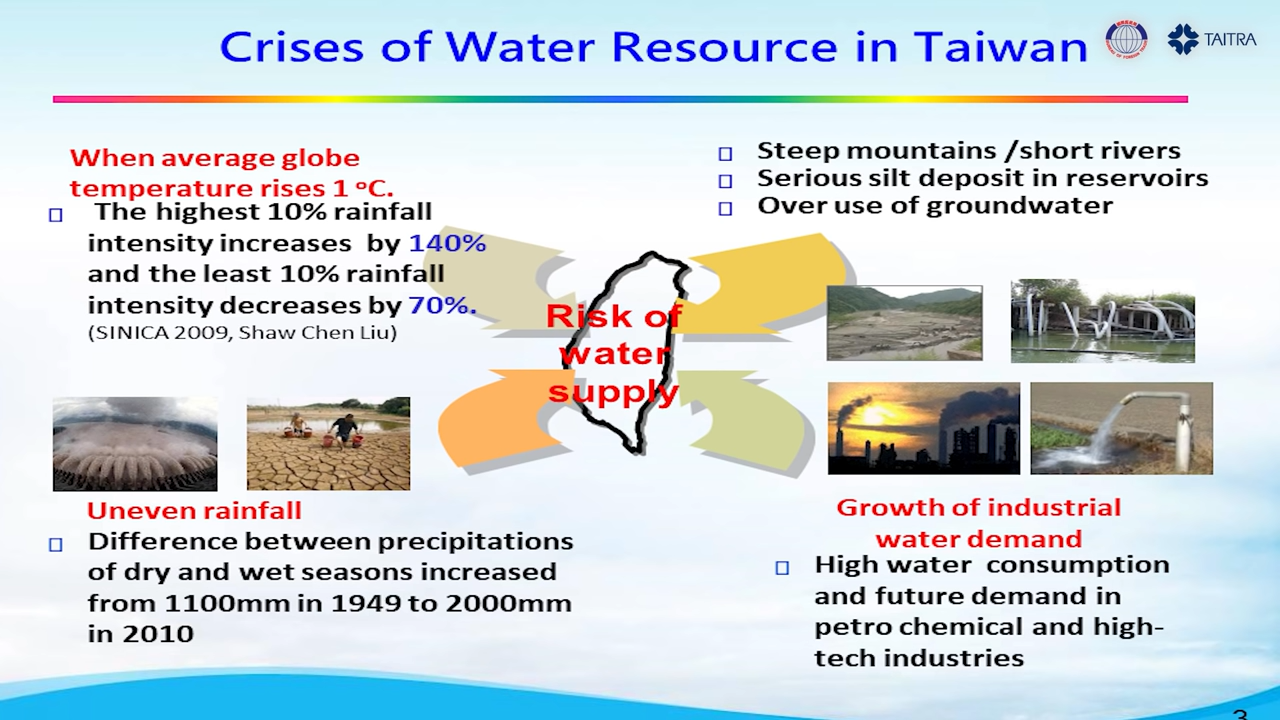 Crises of Water Resource in Taiwan
TAITRA
When average globe
temperature rises 1 °C.
The highest 10% rainfall
intensity increases by 140%
and the least 10% rainfall
intensity decreases by 70%.
(SINICA 2009, Shaw Chen Liu)
Steep mountains /short rivers
Serious silt deposit in reservoirs
Over use of groundwater
Risk of
water
supply
Uneven rainfall
Difference between precipitations
of dry and wet seasons increased
from 1100mm in 1949 to 2000mm
in 2010
Growth of industrial
water demand
High water consumption
and future demand in
petro chemical and high-
tech industries
3